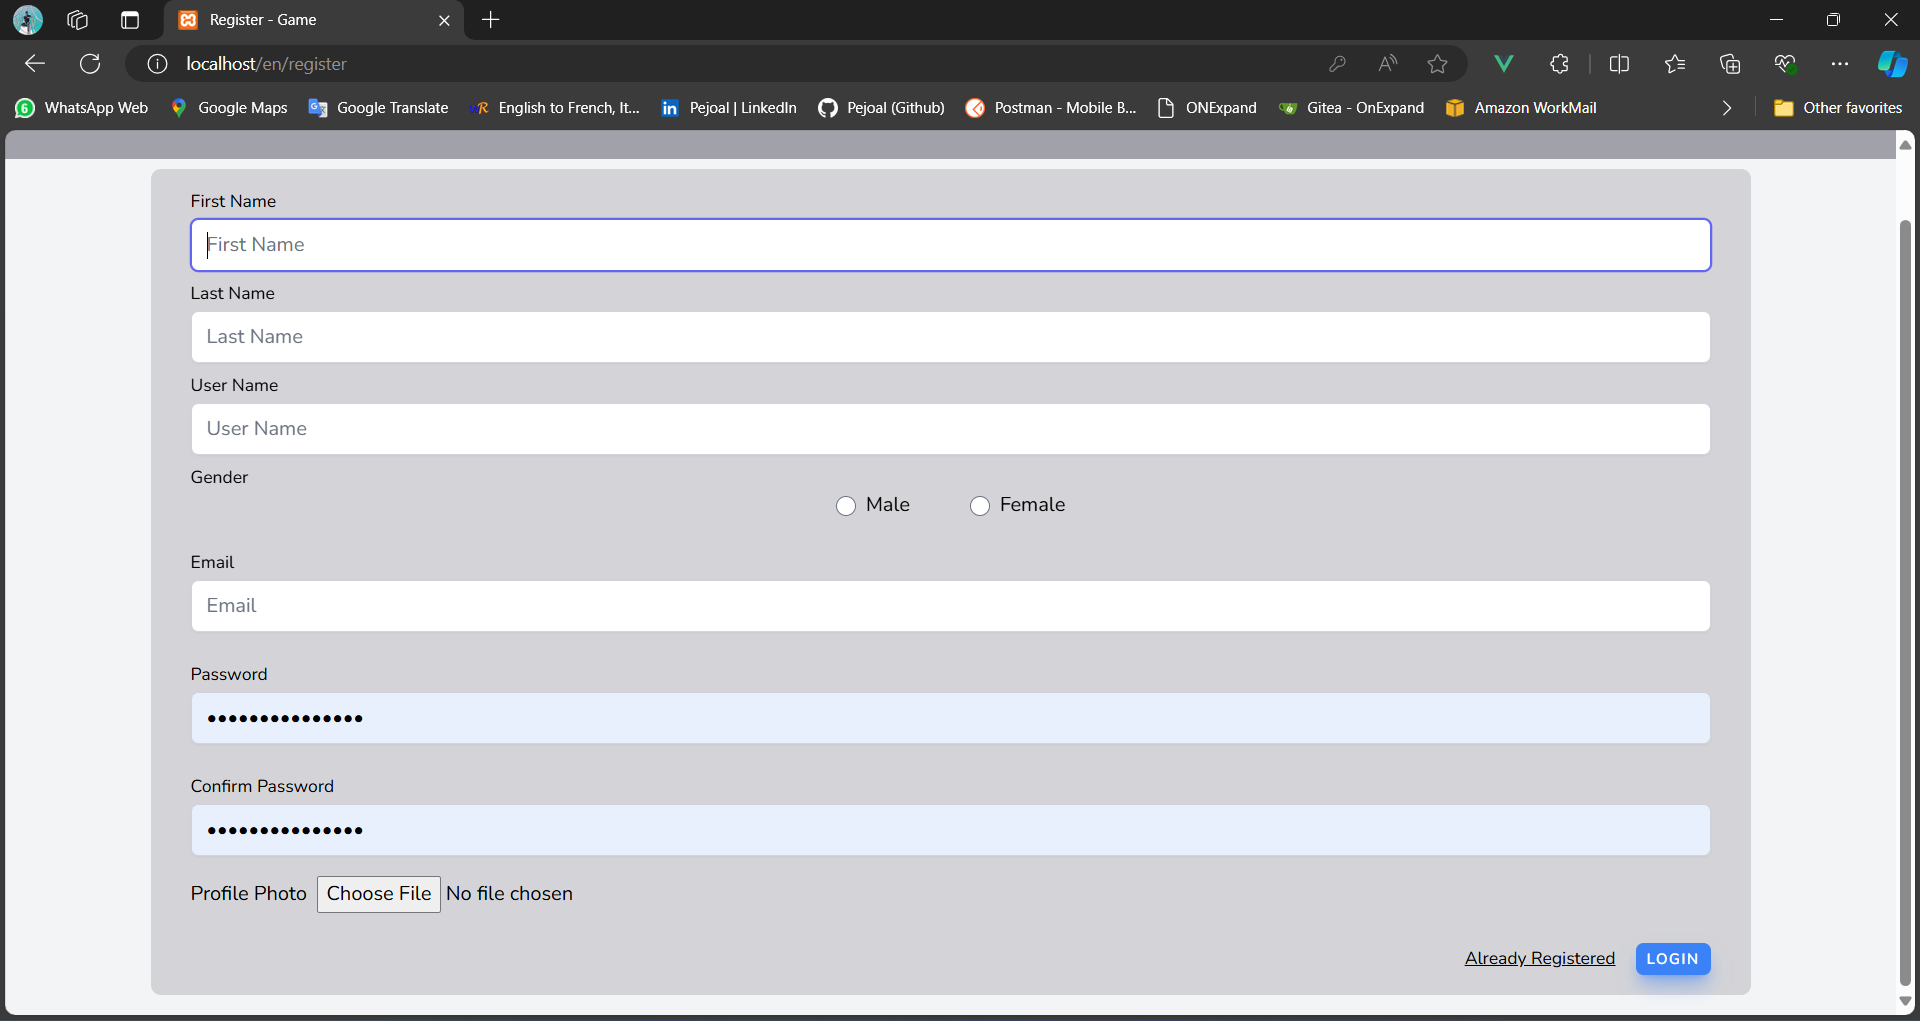 Register - Game
localhost/en/register
WhatsApp Web Google Maps Google Translate English to French, It... Pejoal | LinkedIn Pejoal (Github) Postman - Mobile B... ONExpand Gitea - OnExpand Amazon WorkMail Other favorites
First Name
First Name
Last Name
Last Name
User Name
User Name
Gender
Male Female
Email
Email
Password
•••••••••••••••
Confirm Password
•••••••••••••••
Profile Photo Choose File No file chosen
Already Registered LOGIN